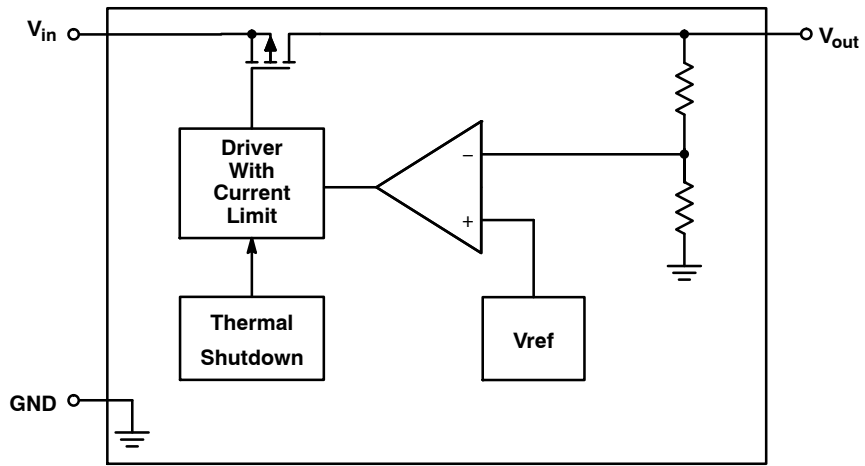 Vin
Vout
Driver
With
Current
Limit
−
+
Thermal
Shutdown
Vref
GND